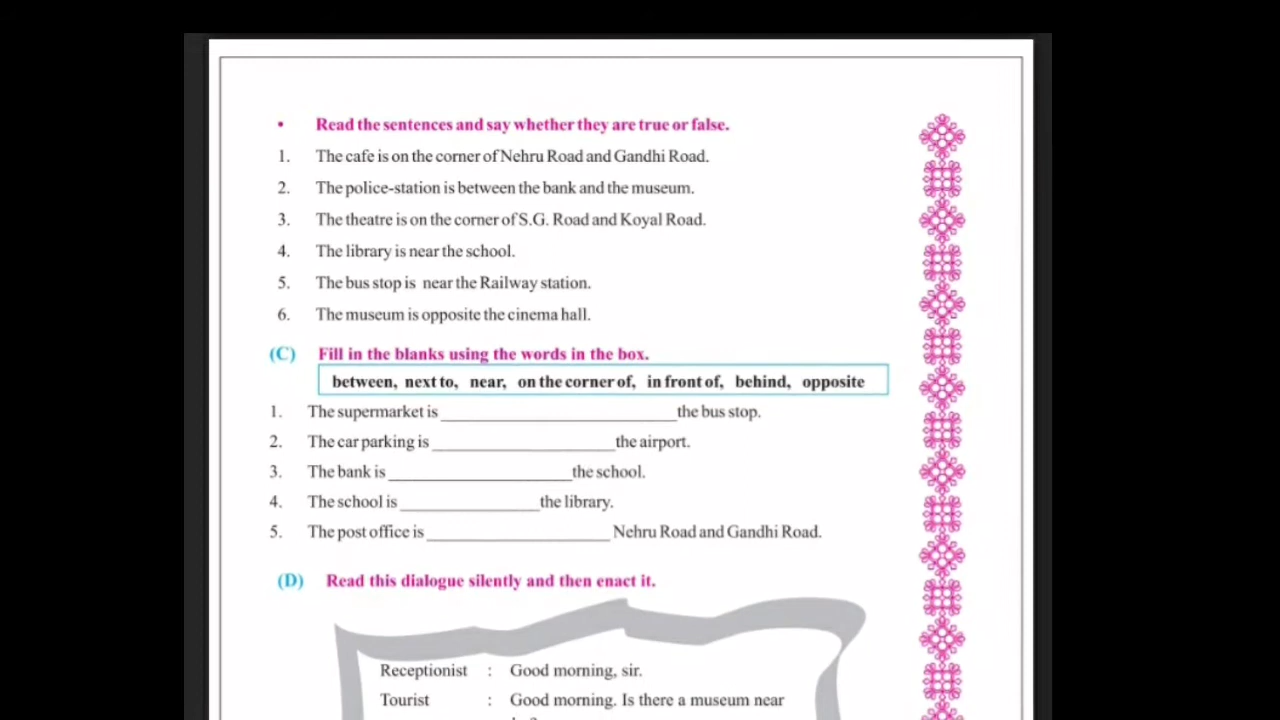 • Read the sentences and say whether they are true or false.
1. The cafe is on the corner of Nehru Road and Gandhi Road.
2. The police-station is between the bank and the museum.
3. The theatre is on the corner of S.G. Road and Koyal Road.
4. The library is near the school.
5. The bus stop is near the Railway station.
6. The museum is opposite the cinema hall.
(C) Fill in the blanks using the words in the box.
between, next to, near, on the corner of, in front of, behind, opposite
1. The supermarket is __________________________ the bus stop.
2. The car parking is ____________________ the airport.
3. The bank is ____________________ the school.
4. The school is _______________ the library.
5. The post office is ____________________ Nehru Road and Gandhi Road.
(D) Read this dialogue silently and then enact it.
Receptionist : Good morning, sir.
Tourist : Good morning. Is there a museum near